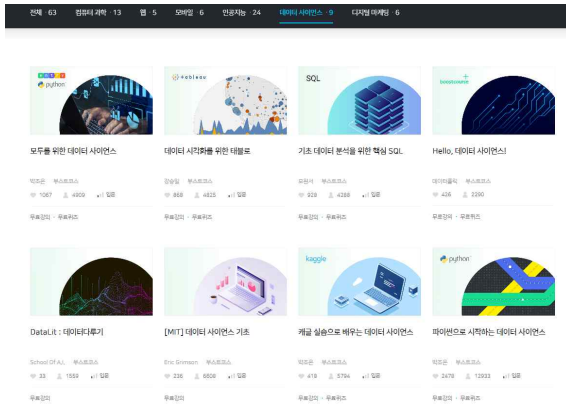 전체 · 63 컴퓨터 과학 · 13 웹 · 5 모바일 · 6 인공지능 · 24 데이터 사이언스 · 9 디지털 마케팅 · 6
python
tableau
SQL
boostcourse
모두를 위한 데이터 사이언스
데이터 시각화를 위한 태블로
기초 데이터 분석을 위한 핵심 SQL
Hello, 데이터 사이언스!
박조은 부스트코스
부스트코스
부스트코스
부스트코스
1067 4909 입문
868 4825 입문
928 4288 입문
426 2290
무료강의 · 무료퀴즈
무료강의 · 무료퀴즈
무료강의 · 무료퀴즈
무료강의 · 무료퀴즈
kaggle
python
DataLit : 데이터다루기
[MIT] 데이터 사이언스 기초
캐글 실습으로 배우는 데이터 사이언스
파이썬으로 시작하는 데이터 사이언스
School Of A.I. 부스트코스
Eric Grimson 부스트코스
박조은 부스트코스
박조은 부스트코스
33 1559 입문
236 6608 입문
418 5794 입문
2478 12933 입문
무료강의
무료강의
무료강의 · 무료퀴즈
무료강의 · 무료퀴즈